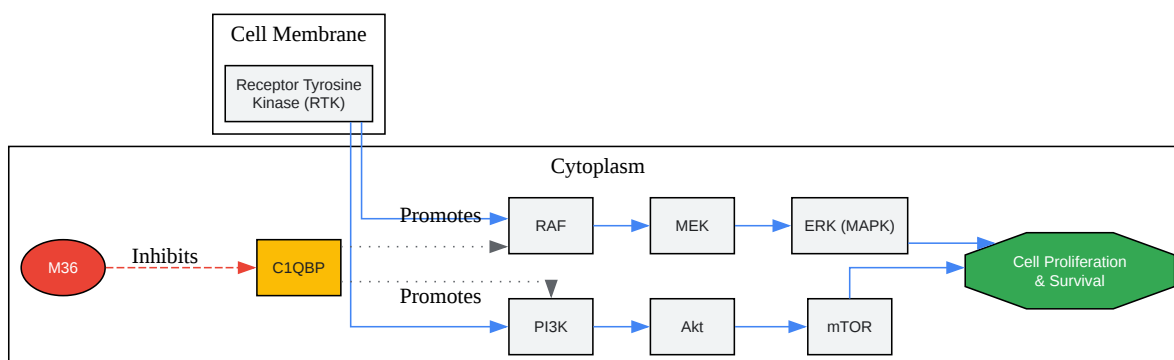 Cell Membrane
Receptor Tyrosine
Kinase (RTK)
Cytoplasm
Promotes
RAF
MEK
ERK (MAPK)
M36
Inhibits
C1QBP
Cell Proliferation
& Survival
Promotes
PI3K
Akt
mTOR